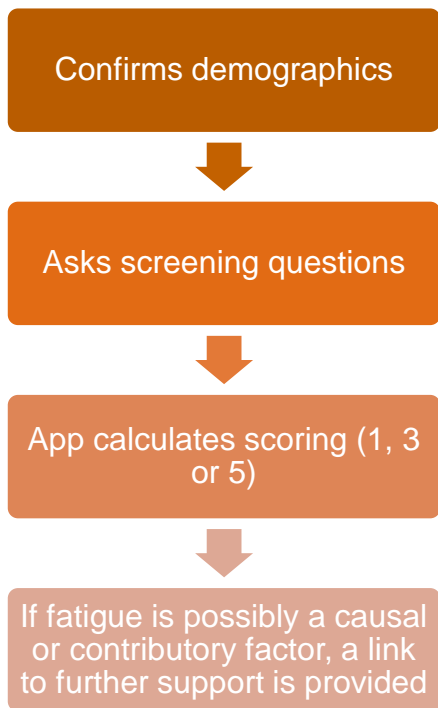 Confirms demographics
Asks screening questions
App calculates scoring (1, 3
or 5)
If fatigue is possibly a causal
or contributory factor, a link
to further support is provided